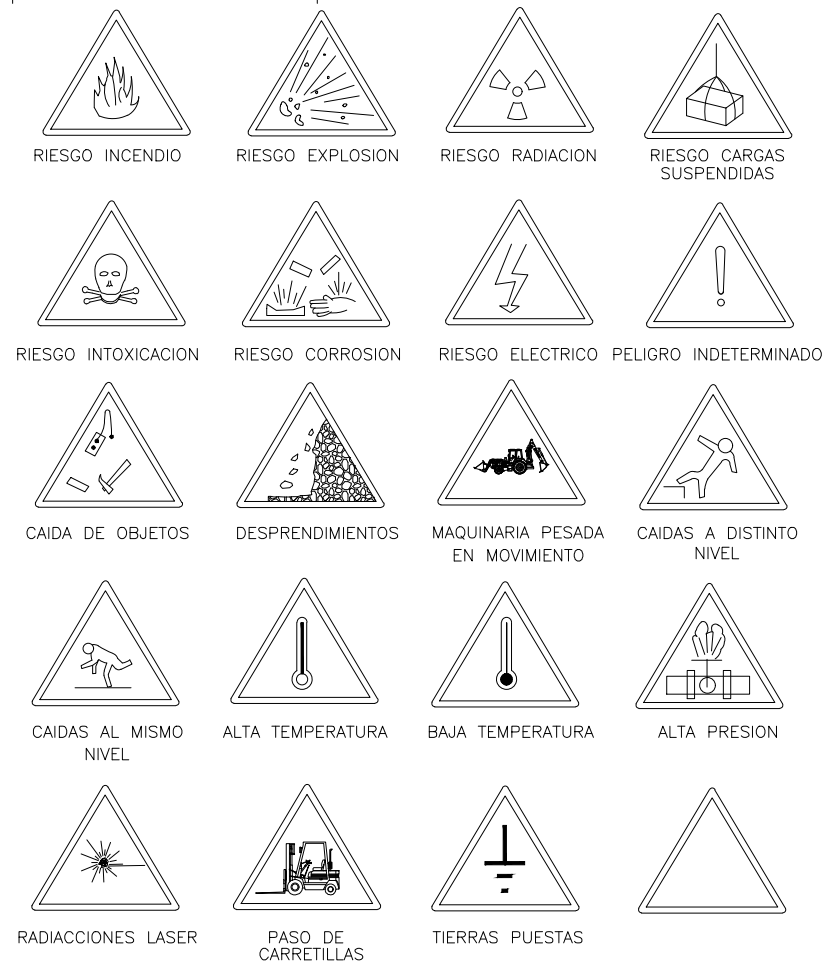 RIESGO INCENDIO
RIESGO EXPLOSION
RIESGO RADIACION
RIESGO CARGAS
SUSPENDIDAS
RIESGO INTOXICACION
RIESGO CORROSION
RIESGO ELECTRICO
PELIGRO INDETERMINADO
CAIDA DE OBJETOS
DESPRENDIMIENTOS
MAQUINARIA PESADA
EN MOVIMIENTO
CAIDAS A DISTINTO
NIVEL
CAIDAS AL MISMO
NIVEL
ALTA TEMPERATURA
BAJA TEMPERATURA
ALTA PRESION
RADIACCIONES LASER
PASO DE
CARRETILLAS
TIERRAS PUESTAS